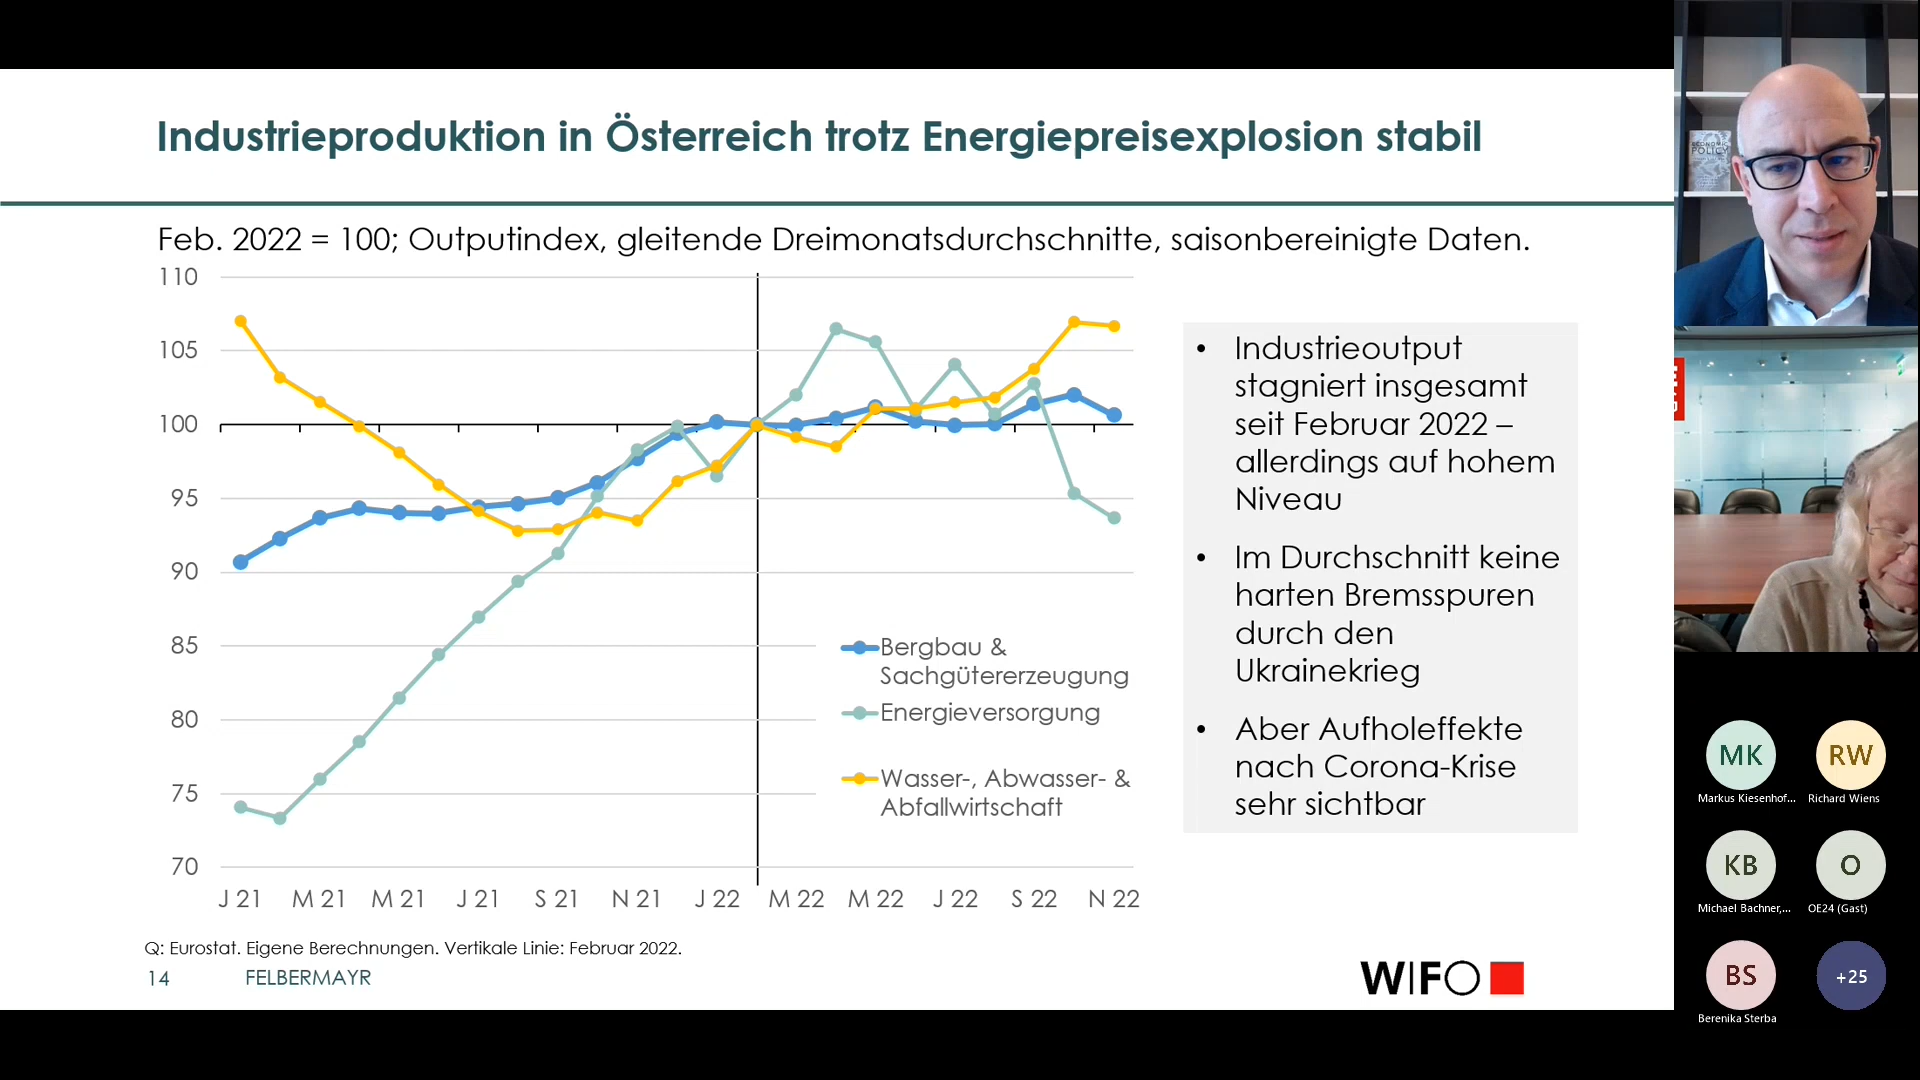 Industrieproduktion in Österreich trotz Energiepreisexplosion stabil
Feb. 2022 = 100; Outputindex, gleitende Dreimonatsdurchschnitte, saisonbereinigte Daten.
110
105
100
95
90
85
80
75
70
J 21 M 21 M 21 J 21 S 21 N 21 J 22 M 22 M 22 J 22 S 22 N 22
Bergbau &
Sachgütererzeugung
Energieversorgung
Wasser-, Abwasser- &
Abfallwirtschaft
• Industrieoutput
stagniert insgesamt
seit Februar 2022 –
allerdings auf hohem
Niveau
• Im Durchschnitt keine
harten Bremsspuren
durch den
Ukrainekrieg
• Aber Aufholeffekte
nach Corona-Krise
sehr sichtbar
Q: Eurostat. Eigene Berechnungen. Vertikale Linie: Februar 2022.
14 FELBERMAYR
WIFO
ECONOMIC
POLICY
MK
Markus Kiesenhof...
RW
Richard Wiens
KB
Michael Bachner,...
O
OE24 (Gast)
BS
Berenika Sterba
+25